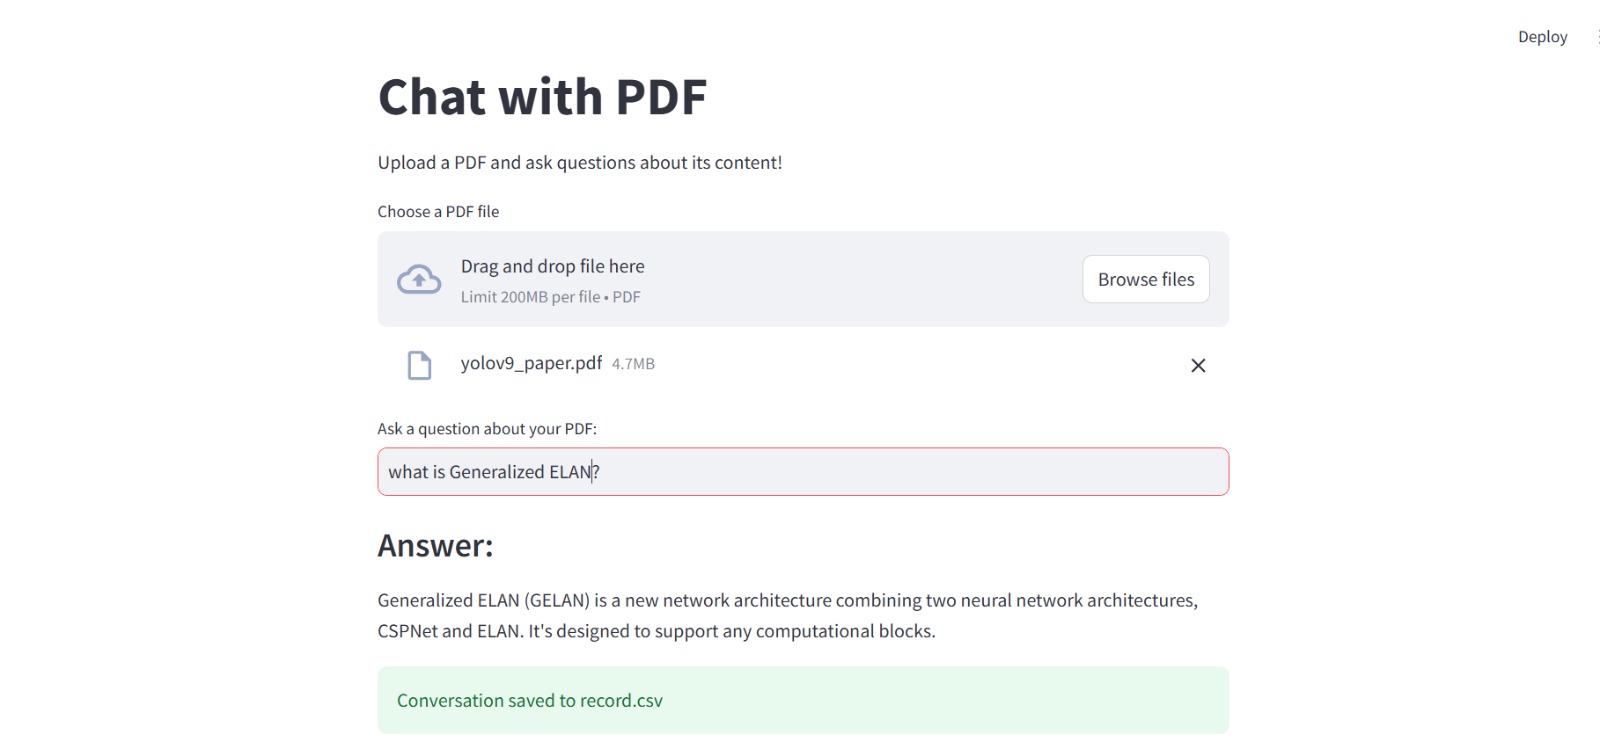 Deploy
Chat with PDF
Upload a PDF and ask questions about its content!
Choose a PDF file
Drag and drop file here
Limit 200MB per file • PDF
Browse files
yolov9_paper.pdf 4.7MB
Ask a question about your PDF:
what is Generalized ELAN?
Answer:
Generalized ELAN (GELAN) is a new network architecture combining two neural network architectures,
CSPNet and ELAN. It's designed to support any computational blocks.
Conversation saved to record.csv